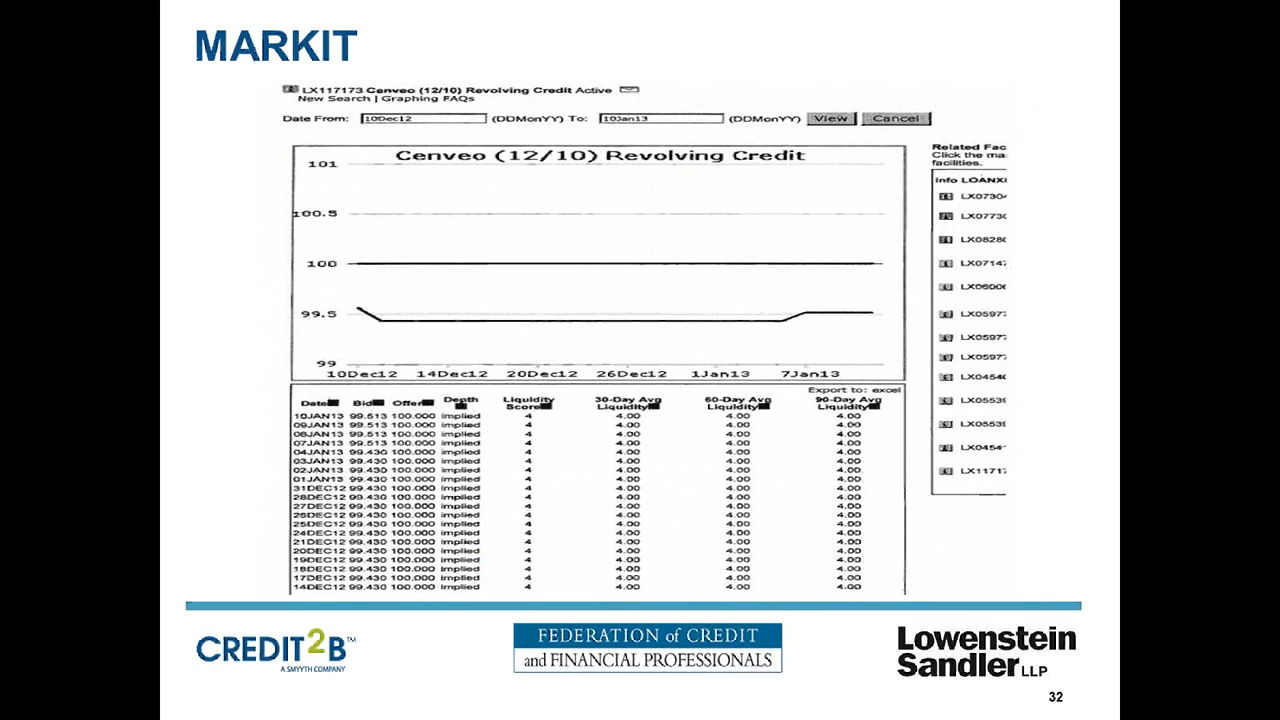 MARKIT
LX117173 Cenveo (12/10) Revolving Credit Active
New Search | Graphing FAQs
Date From: 10Dec12 (DDMonYY) To: 10Jan13 (DDMonYY) View Cancel
Cenveo (12/10) Revolving Credit
101
100.5
100
99.5
99
10Dec12 14Dec12 20Dec12 26Dec12 1Jan13 7Jan13
Related Fac
Click the ma
facilities.
Info LOANXI
LX0730
LX0773
LX0828
LX0714
LX0600
LX0597
LX0597
LX0597
LX0454
LX0553
LX0553
LX0454
LX1171
Export to: excel
Date Bid Offer Depth Liquidity Score 30-Day Avg Liquidity 60-Day Avg Liquidity 90-Day Avg Liquidity
10JAN13 99.513 100.000 implied 4 4.00 4.00 4.00
09JAN13 99.513 100.000 implied 4 4.00 4.00 4.00
08JAN13 99.513 100.000 implied 4 4.00 4.00 4.00
07JAN13 99.513 100.000 implied 4 4.00 4.00 4.00
04JAN13 99.430 100.000 implied 4 4.00 4.00 4.00
03JAN13 99.430 100.000 implied 4 4.00 4.00 4.00
02JAN13 99.430 100.000 implied 4 4.00 4.00 4.00
01JAN13 99.430 100.000 implied 4 4.00 4.00 4.00
31DEC12 99.430 100.000 implied 4 4.00 4.00 4.00
28DEC12 99.430 100.000 implied 4 4.00 4.00 4.00
27DEC12 99.430 100.000 implied 4 4.00 4.00 4.00
26DEC12 99.430 100.000 implied 4 4.00 4.00 4.00
25DEC12 99.430 100.000 implied 4 4.00 4.00 4.00
24DEC12 99.430 100.000 implied 4 4.00 4.00 4.00
21DEC12 99.430 100.000 implied 4 4.00 4.00 4.00
20DEC12 99.430 100.000 implied 4 4.00 4.00 4.00
19DEC12 99.430 100.000 implied 4 4.00 4.00 4.00
18DEC12 99.430 100.000 implied 4 4.00 4.00 4.00
17DEC12 99.430 100.000 implied 4 4.00 4.00 4.00
14DEC12 99.430 100.000 implied 4 4.00 4.00 4.00
CREDIT2B™
A SMYYTH COMPANY
FEDERATION of CREDIT
and FINANCIAL PROFESSIONALS
Lowenstein
Sandler LLP
32